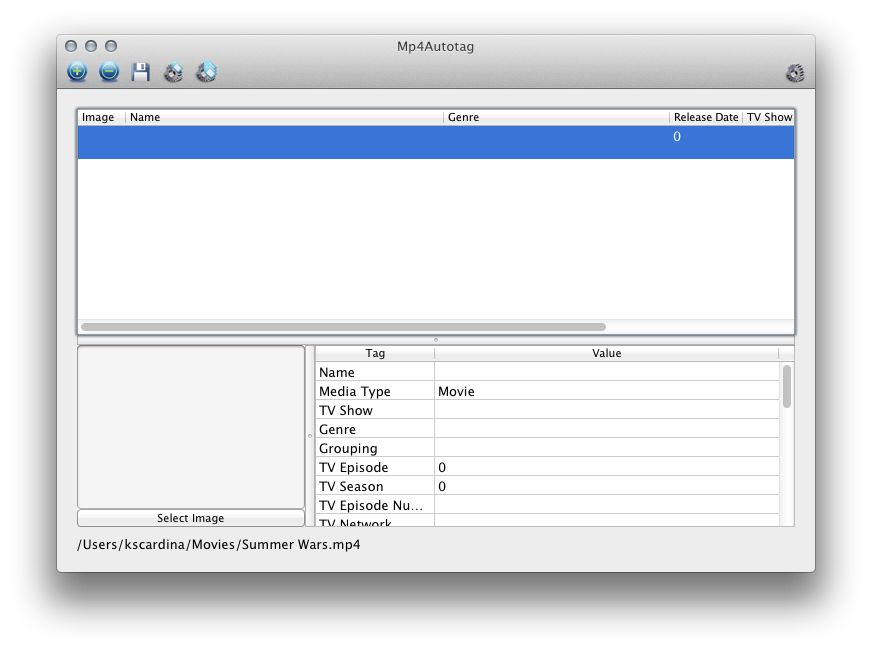 Mp4Autotag
Image Name Genre Release Date TV Show
0
Tag Value
Name
Media Type Movie
TV Show
Genre
Grouping
TV Episode 0
TV Season 0
TV Episode Nu...
TV Network
Select Image
/Users/kscardina/Movies/Summer Wars.mp4